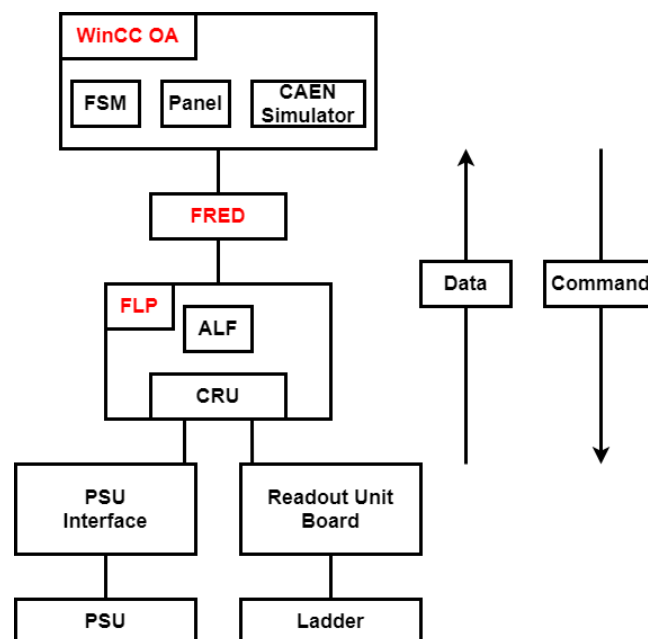 WinCC OA
FSM
Panel
CAEN
Simulator
FRED
FLP
ALF
CRU
Data
Command
PSU
Interface
Readout Unit
Board
PSU
Ladder